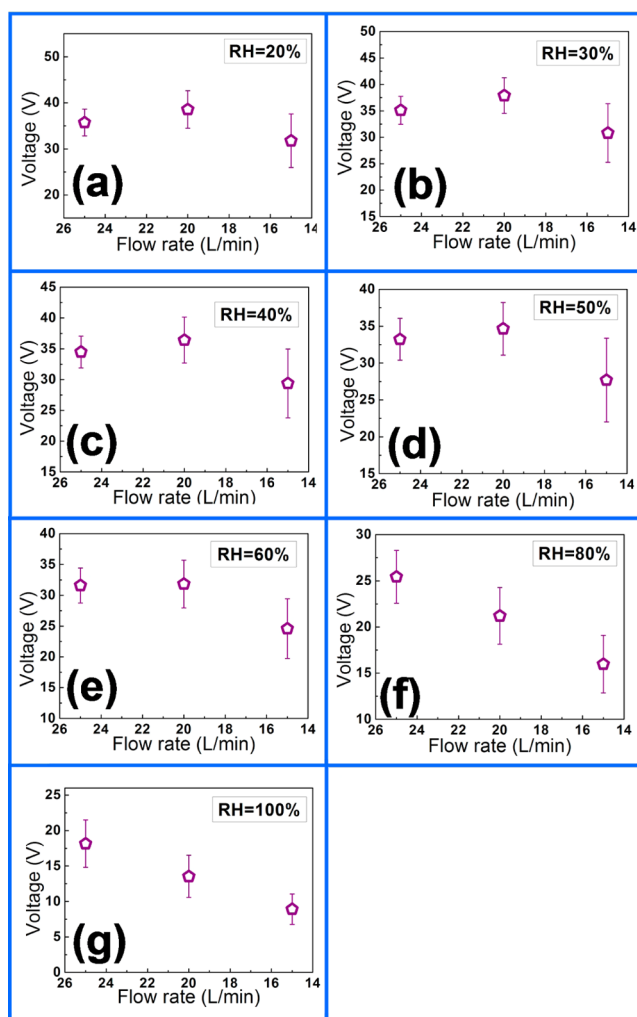 RH=20%
50
40
30
Voltage (V)
(a)
26 24 22 20 18 16 14
Flow rate (L/min)
RH=30%
50
45
40
35
30
25
20
15
Voltage (V)
(b)
26 24 22 20 18 16 14
Flow rate (L/min)
RH=40%
45
40
35
30
25
20
15
Voltage (V)
(c)
26 24 22 20 18 16 14
Flow rate (L/min)
RH=50%
40
35
30
25
20
15
Voltage (V)
(d)
26 24 22 20 18 16 14
Flow rate (L/min)
RH=60%
40
35
30
25
20
15
10
Voltage (V)
(e)
26 24 22 20 18 16 14
Flow rate (L/min)
RH=80%
30
25
20
15
10
Voltage (V)
(f)
26 24 22 20 18 16 14
Flow rate (L/min)
RH=100%
25
20
15
10
5
0
Voltage (V)
(g)
26 24 22 20 18 16 14
Flow rate (L/min)